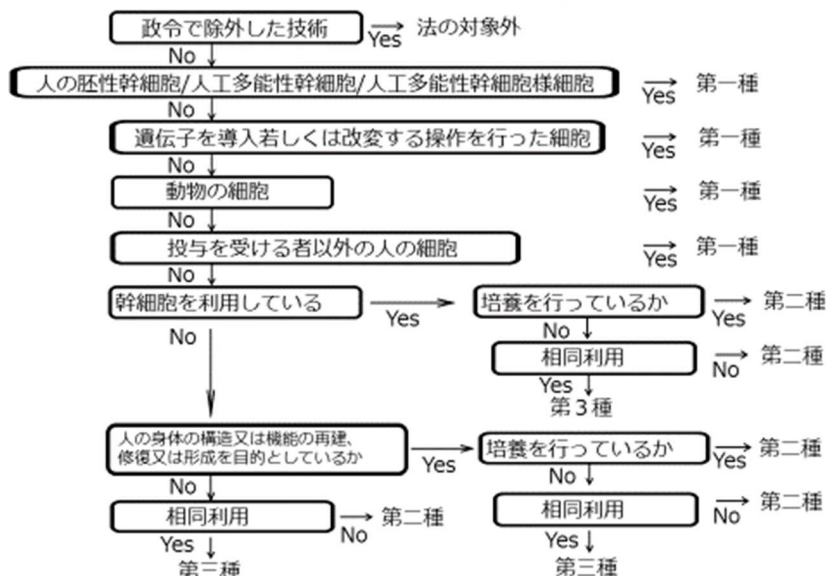 政令で除外した技術
Yes
法の対象外
No
人の胚性幹細胞/人工多能性幹細胞/人工多能性幹細胞様細胞
Yes
第一種
No
遺伝子を導入若しくは改変する操作を行った細胞
Yes
第一種
No
動物の細胞
Yes
第一種
No
投与を受ける者以外の人の細胞
Yes
第一種
No
幹細胞を利用している
Yes
培養を行っているか
Yes
第二種
No
No
相同利用
No
第二種
Yes
第3種
人の身体の構造又は機能の再建、
修復又は形成を目的としているか
Yes
培養を行っているか
Yes
第二種
No
No
相同利用
No
第二種
相同利用
No
第二種
Yes
第三種
Yes
第三種